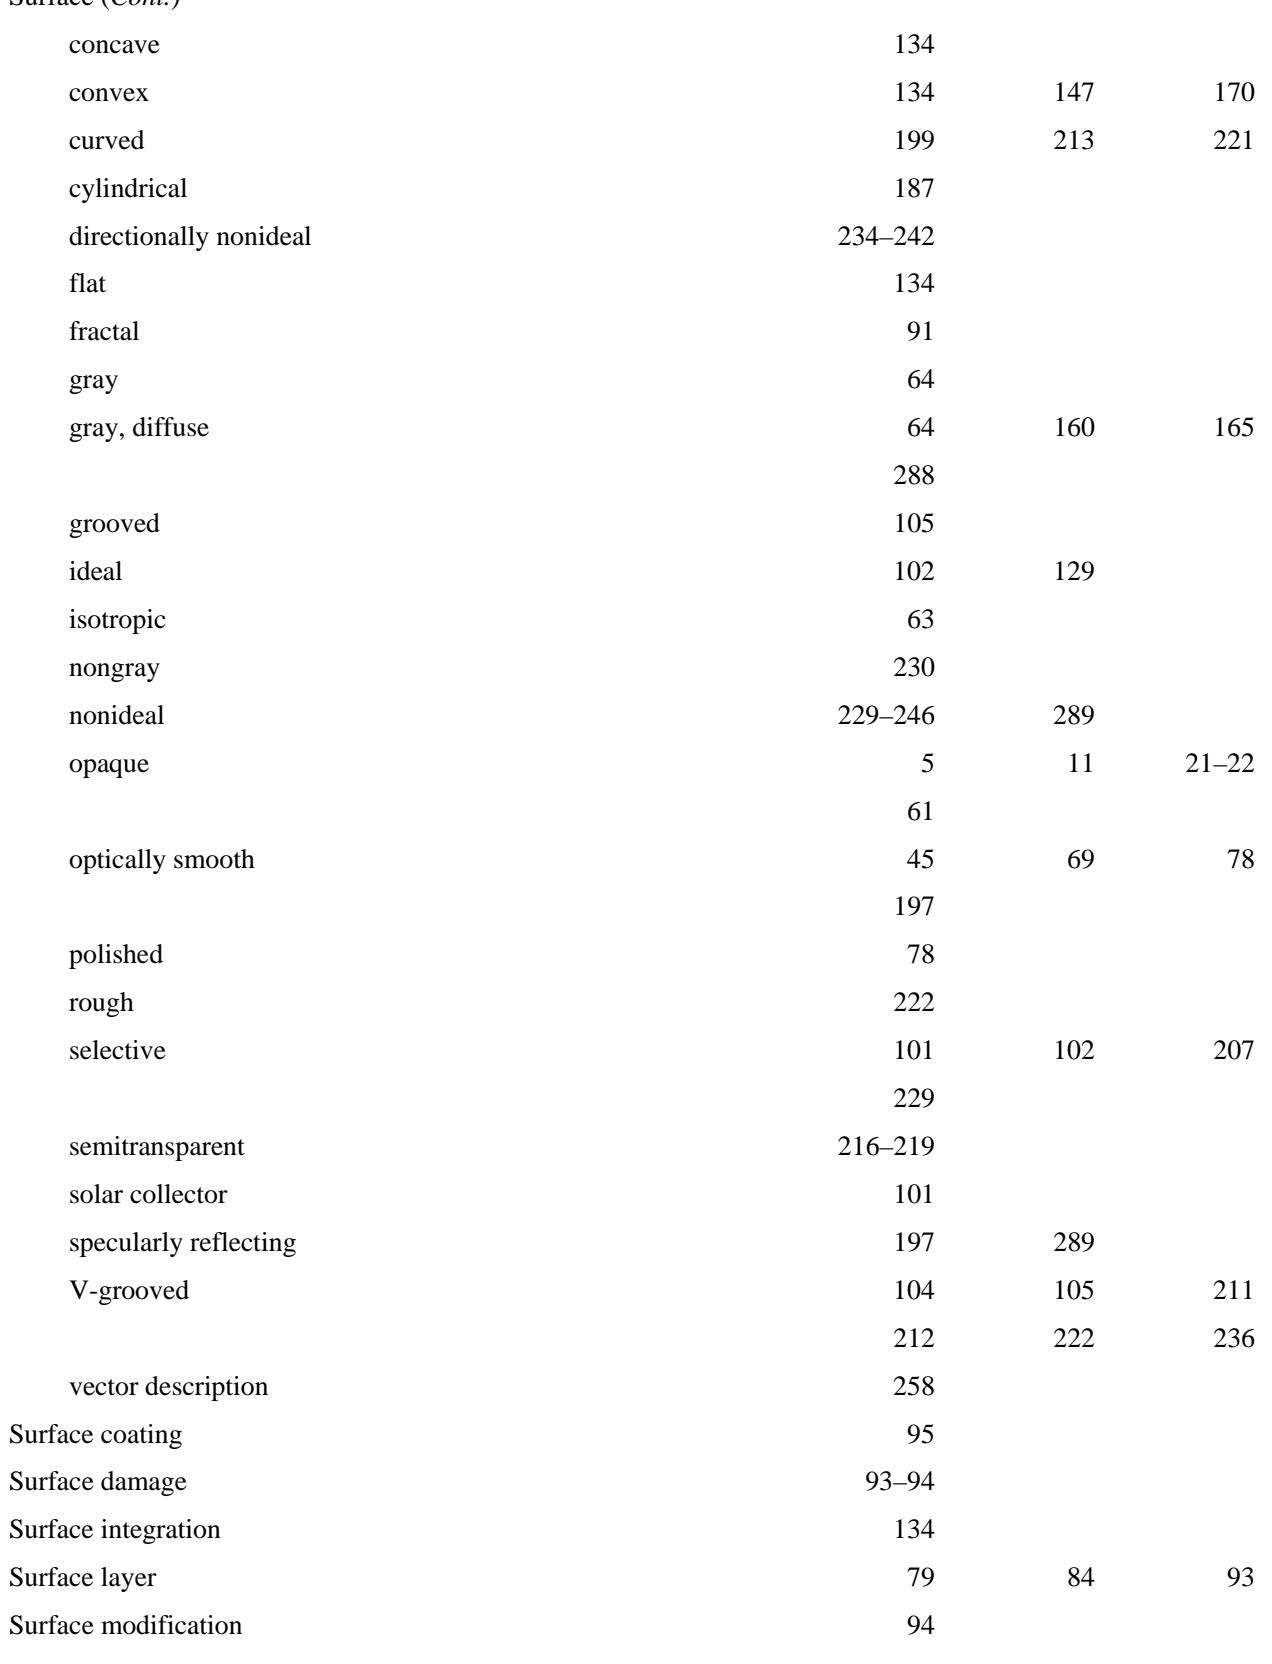 Surface (Cont.)
concave 134
convex 134 147 170
curved 199 213 221
cylindrical 187
directionally nonideal 234–242
flat 134
fractal 91
gray 64
gray, diffuse 64 160 165
288
grooved 105
ideal 102 129
isotropic 63
nongray 230
nonideal 229–246 289
opaque 5 11 21–22
61
optically smooth 45 69 78
197
polished 78
rough 222
selective 101 102 207
229
semitransparent 216–219
solar collector 101
specularly reflecting 197 289
V-grooved 104 105 211
212 222 236
vector description 258
Surface coating 95
Surface damage 93–94
Surface integration 134
Surface layer 79 84 93
Surface modification 94